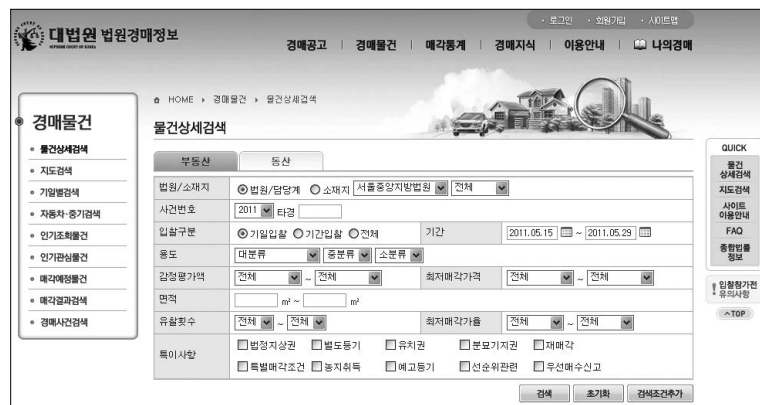 · 로그인 · 회원가입 · 사이트맵
대법원 법원경매정보
SUPREME COURT OF KOREA
경매공고 | 경매물건 | 매각통계 | 경매지식 | 이용안내 | 나의경매
HOME ▸ 경매물건 ▸ 물건상세검색
경매물건
물건상세검색
지도검색
기일별검색
자동차·중기검색
인기조회물건
인기관심물건
매각예정물건
매각결과검색
경매사건검색
물건상세검색
부동산 동산
법원/소재지 법원/담당계 소재지 서울중앙지방법원 전체
사건번호 2011 타경
입찰구분 기일입찰 기간입찰 전체 기간 2011.05.15 ~ 2011.05.29
용도 대분류 중분류 소분류
감정평가액 전체 ~ 전체 최저매각가격 전체 ~ 전체
면적 ㎡ ~ ㎡
유찰횟수 전체 ~ 전체 최저매각가율 전체 ~ 전체
특이사항 법정지상권 별도등기 유치권 분묘기지권 재매각
특별매각조건 농지취득 예고등기 선순위관련 우선매수신고
검색 초기화 검색조건추가
QUICK
물건
상세검색
지도검색
사이트
이용안내
FAQ
종합법률
정보
입찰참가전
유의사항
TOP